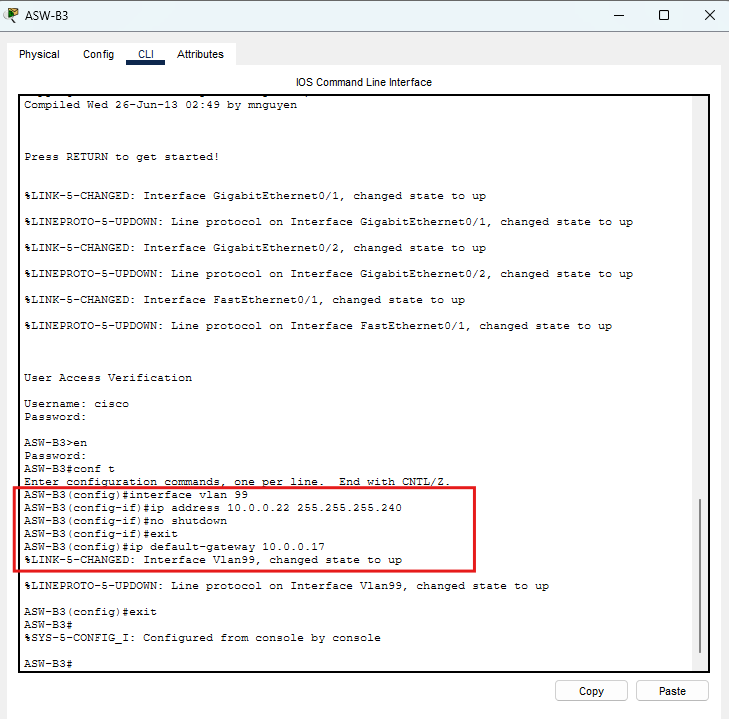 ASW-B3
Physical Config CLI Attributes
IOS Command Line Interface
Compiled Wed 26-Jun-13 02:49 by mnguyen
Press RETURN to get started!
%LINK-5-CHANGED: Interface GigabitEthernet0/1, changed state to up
%LINEPROTO-5-UPDOWN: Line protocol on Interface GigabitEthernet0/1, changed state to up
%LINK-5-CHANGED: Interface GigabitEthernet0/2, changed state to up
%LINEPROTO-5-UPDOWN: Line protocol on Interface GigabitEthernet0/2, changed state to up
%LINK-5-CHANGED: Interface FastEthernet0/1, changed state to up
%LINEPROTO-5-UPDOWN: Line protocol on Interface FastEthernet0/1, changed state to up
User Access Verification
Username: cisco
Password:
ASW-B3>en
Password:
ASW-B3#conf t
Enter configuration commands, one per line.  End with CNTL/Z.
ASW-B3(config)#interface vlan 99
ASW-B3(config-if)#ip address 10.0.0.22 255.255.255.240
ASW-B3(config-if)#no shutdown
ASW-B3(config-if)#exit
ASW-B3(config)#ip default-gateway 10.0.0.17
%LINK-5-CHANGED: Interface Vlan99, changed state to up
%LINEPROTO-5-UPDOWN: Line protocol on Interface Vlan99, changed state to up
ASW-B3(config)#exit
ASW-B3#
%SYS-5-CONFIG_I: Configured from console by console
ASW-B3#
Copy Paste